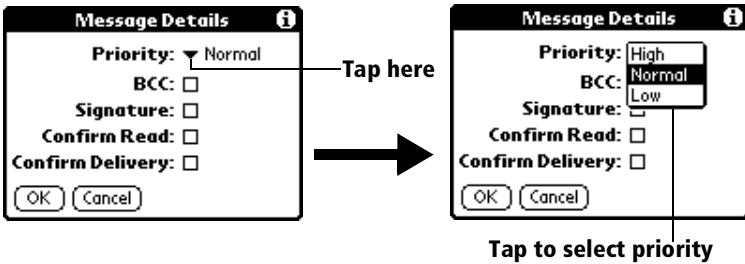 Message Details i
Priority: Normal
BCC:
Signature:
Confirm Read:
Confirm Delivery:
OK Cancel
Tap here
Message Details i
Priority: High
Normal
Low
BCC:
Signature:
Confirm Read:
Confirm Delivery:
OK Cancel
Tap to select priority